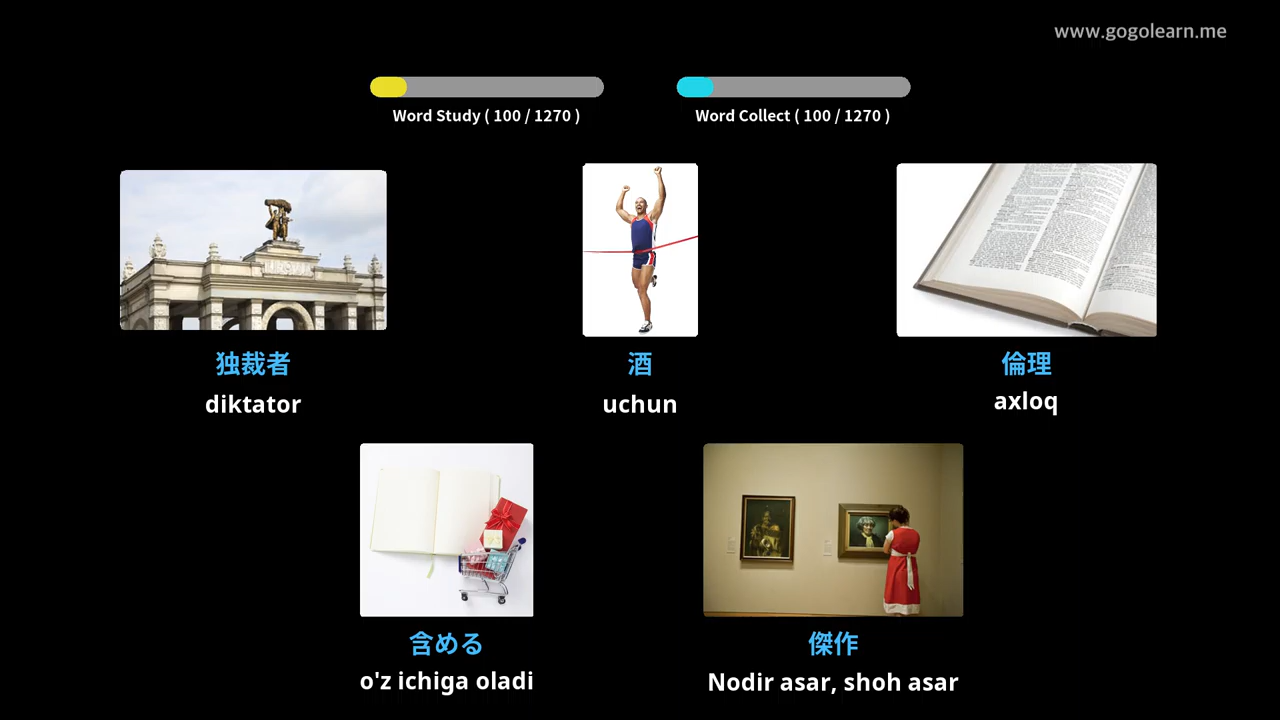 www.gogolearn.me
Word Study ( 100 / 1270 )
Word Collect ( 100 / 1270 )
独裁者
diktator
酒
uchun
倫理
axloq
含める
o'z ichiga oladi
傑作
Nodir asar, shoh asar